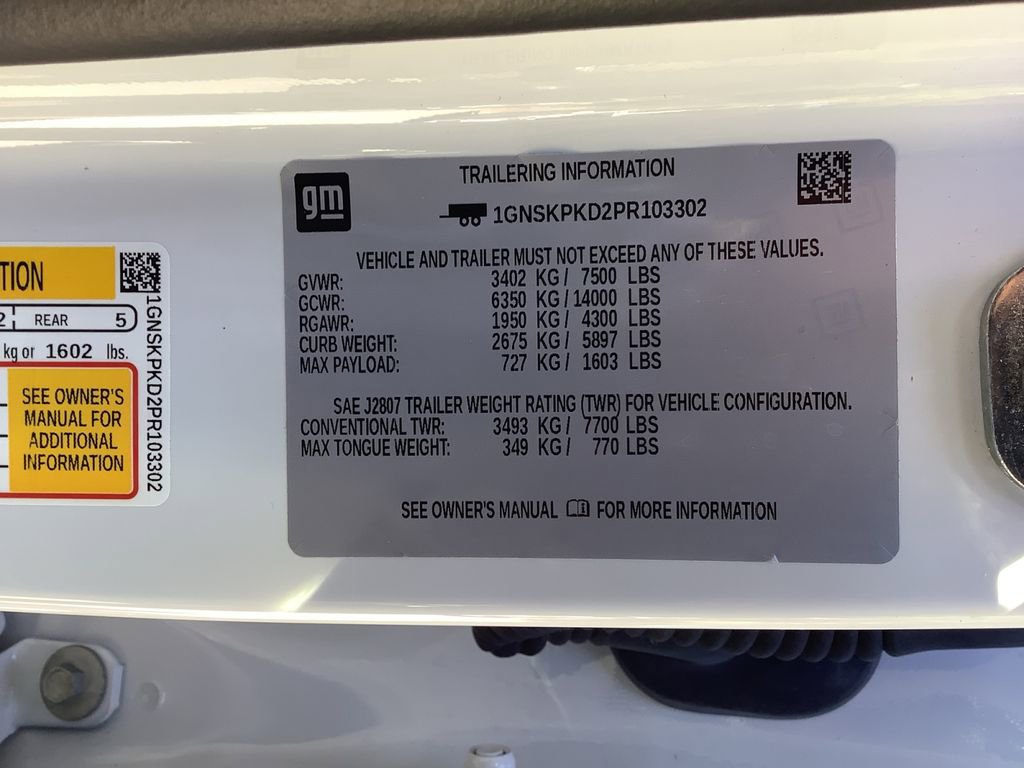 TION
2 REAR 5
kg or 1602 lbs.
SEE OWNER'S
MANUAL FOR
ADDITIONAL
INFORMATION
1GNSKPKD2PR103302
gm
TRAILERING INFORMATION
1GNSKPKD2PR103302
VEHICLE AND TRAILER MUST NOT EXCEED ANY OF THESE VALUES.
GVWR: 3402 KG / 7500 LBS
GCWR: 6350 KG / 14000 LBS
RGAWR: 1950 KG / 4300 LBS
CURB WEIGHT: 2675 KG / 5897 LBS
MAX PAYLOAD: 727 KG / 1603 LBS
SAE J2807 TRAILER WEIGHT RATING (TWR) FOR VEHICLE CONFIGURATION.
CONVENTIONAL TWR: 3493 KG / 7700 LBS
MAX TONGUE WEIGHT: 349 KG / 770 LBS
SEE OWNER'S MANUAL FOR MORE INFORMATION